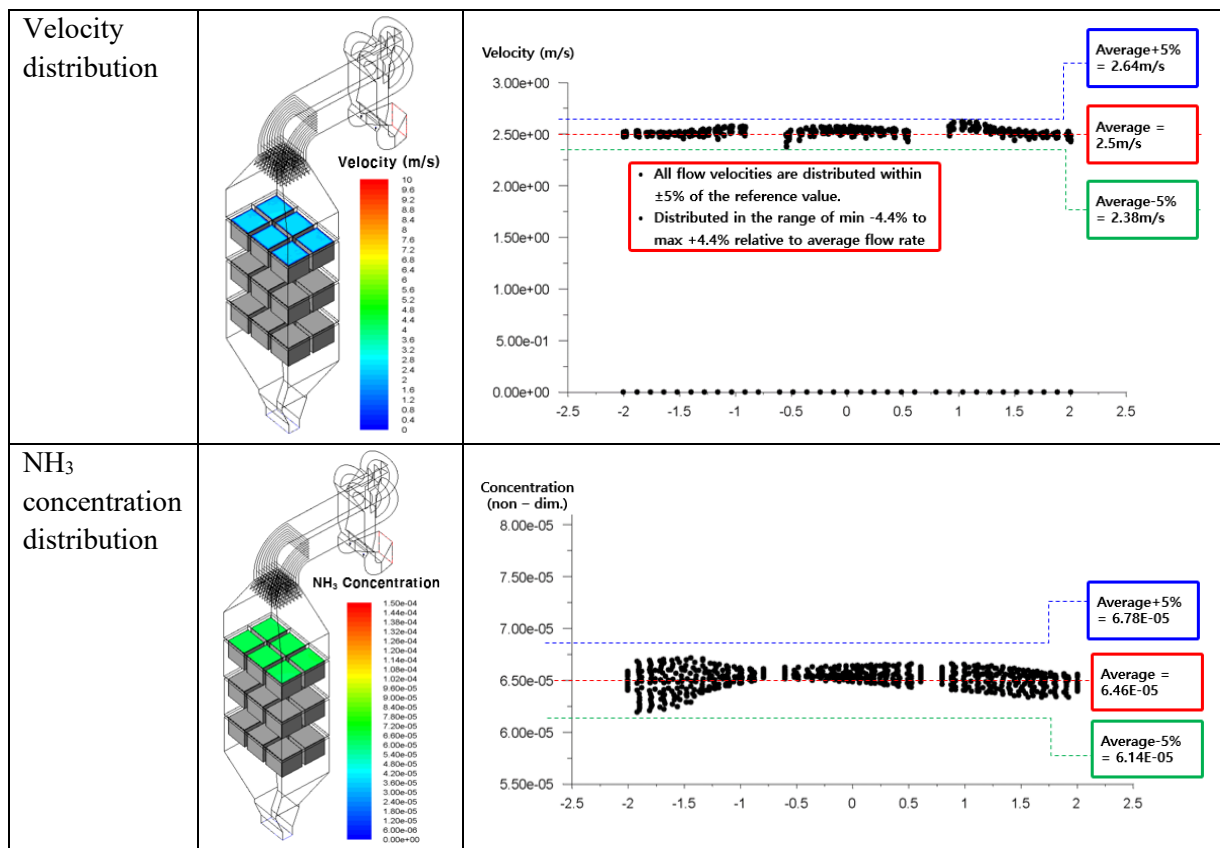 Velocity
distribution
Velocity (m/s)
10
9.6
9.2
8.8
8.4
8
7.6
7.2
6.8
6.4
6
5.6
5.2
4.8
4.4
4
3.6
3.2
2.8
2.4
2
1.6
1.2
0.8
0.4
0
Velocity (m/s)
3.00e+00
2.50e+00
2.00e+00
1.50e+00
1.00e+00
5.00e-01
0.00e+00
-2.5 -2 -1.5 -1 -0.5 0 0.5 1 1.5 2 2.5
• All flow velocities are distributed within
±5% of the reference value.
• Distributed in the range of min -4.4% to
max +4.4% relative to average flow rate
Average+5%
= 2.64m/s
Average =
2.5m/s
Average-5%
= 2.38m/s
NH₃
concentration
distribution
NH₃ Concentration
1.50e-04
1.44e-04
1.38e-04
1.32e-04
1.26e-04
1.20e-04
1.14e-04
1.08e-04
1.02e-04
9.60e-05
9.00e-05
8.40e-05
7.80e-05
7.20e-05
6.60e-05
6.00e-05
5.40e-05
4.80e-05
4.20e-05
3.60e-05
3.00e-05
2.40e-05
1.80e-05
1.20e-05
6.00e-06
0.00e+00
Concentration
(non – dim.)
8.00e-05
7.50e-05
7.00e-05
6.50e-05
6.00e-05
5.50e-05
-2.5 -2 -1.5 -1 -0.5 0 0.5 1 1.5 2 2.5
Average+5%
= 6.78E-05
Average =
6.46E-05
Average-5%
= 6.14E-05